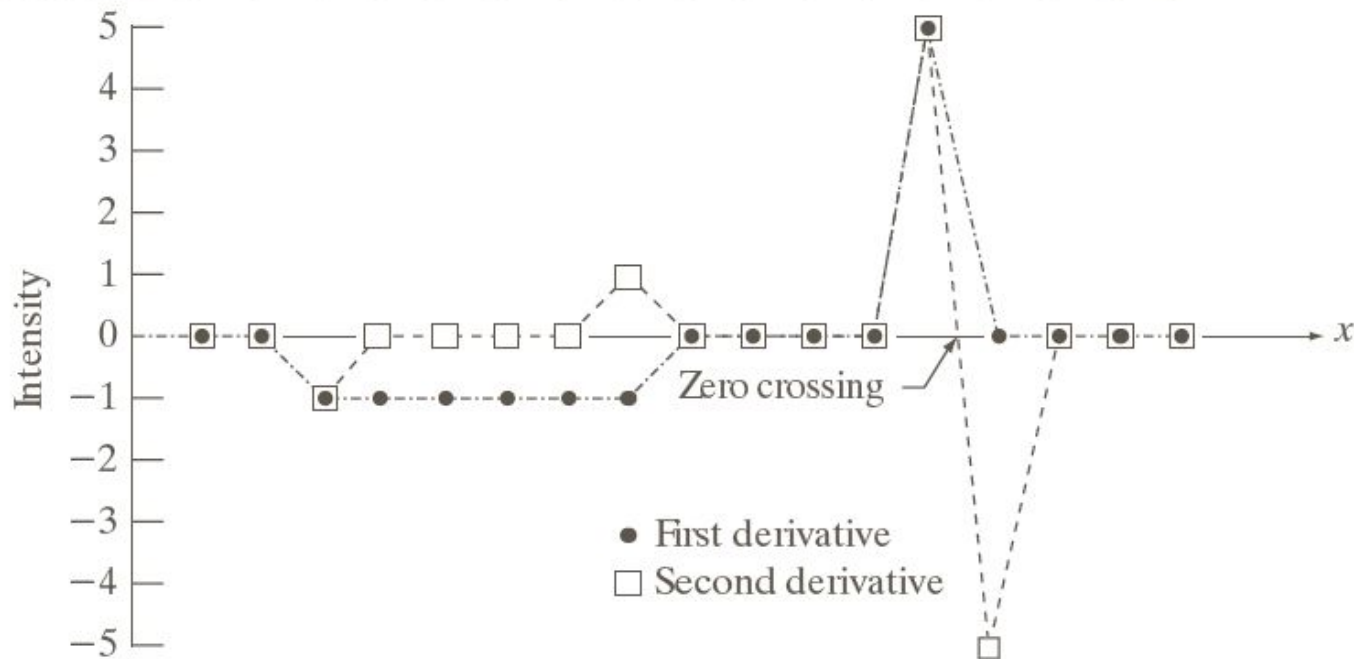 5
4
3
2
1
0
−1
−2
−3
−4
−5
Intensity
x
Zero crossing
First derivative
Second derivative